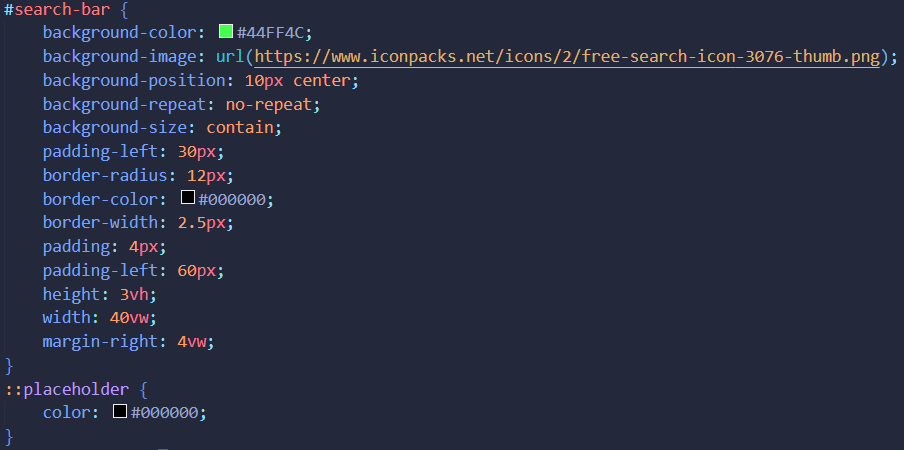 #search-bar {
    background-color: #44FF4C;
    background-image: url(https://www.iconpacks.net/icons/2/free-search-icon-3076-thumb.png);
    background-position: 10px center;
    background-repeat: no-repeat;
    background-size: contain;
    padding-left: 30px;
    border-radius: 12px;
    border-color: #000000;
    border-width: 2.5px;
    padding: 4px;
    padding-left: 60px;
    height: 3vh;
    width: 40vw;
    margin-right: 4vw;
}
::placeholder {
    color: #000000;
}